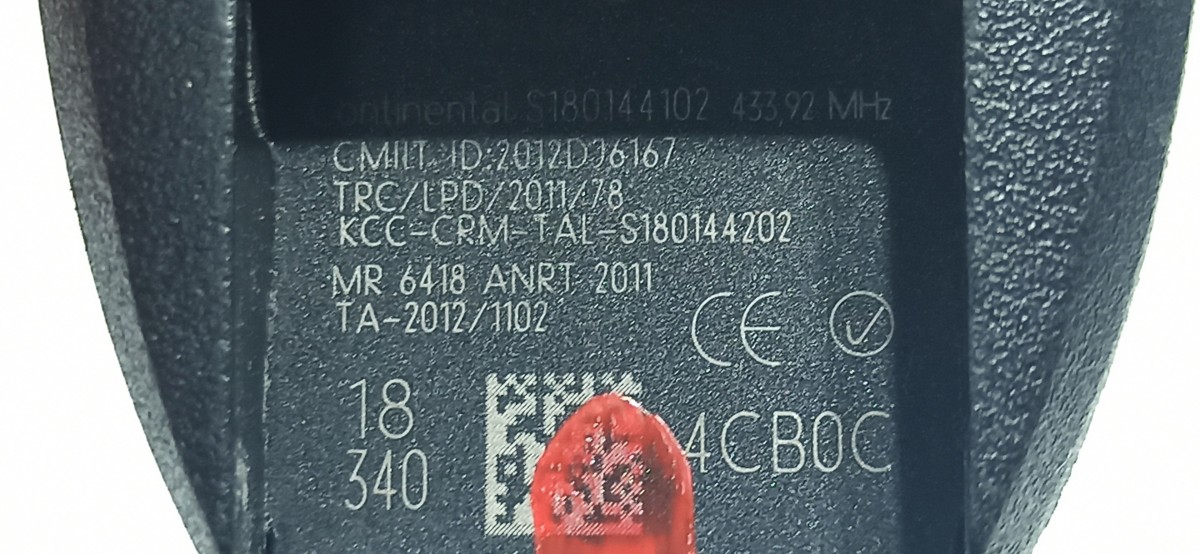 Continental S180144102 433,92 MHz
CMIIT ID:2012DJ6167
TRC/LPD/2011/78
KCC-CRM-TAL-S180144202
MR 6418 ANRT 2011
TA-2012/1102
CE
18
340
4CB0C